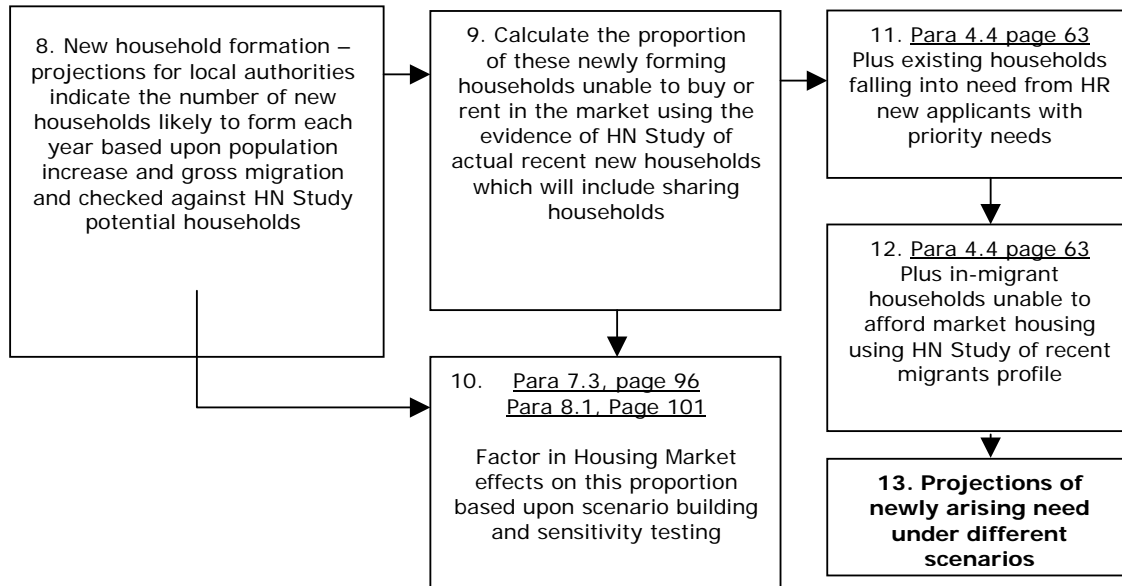 8. New household formation –
projections for local authorities
indicate the number of new
households likely to form each
year based upon population
increase and gross migration
and checked against HN Study
potential households
9. Calculate the proportion
of these newly forming
households unable to buy or
rent in the market using the
evidence of HN Study of
actual recent new households
which will include sharing
households
10. Para 7.3, page 96
Para 8.1, Page 101
Factor in Housing Market
effects on this proportion
based upon scenario building
and sensitivity testing
11. Para 4.4 page 63
Plus existing households
falling into need from HR
new applicants with
priority needs
12. Para 4.4 page 63
Plus in-migrant
households unable to
afford market housing
using HN Study of recent
migrants profile
13. Projections of
newly arising need
under different
scenarios